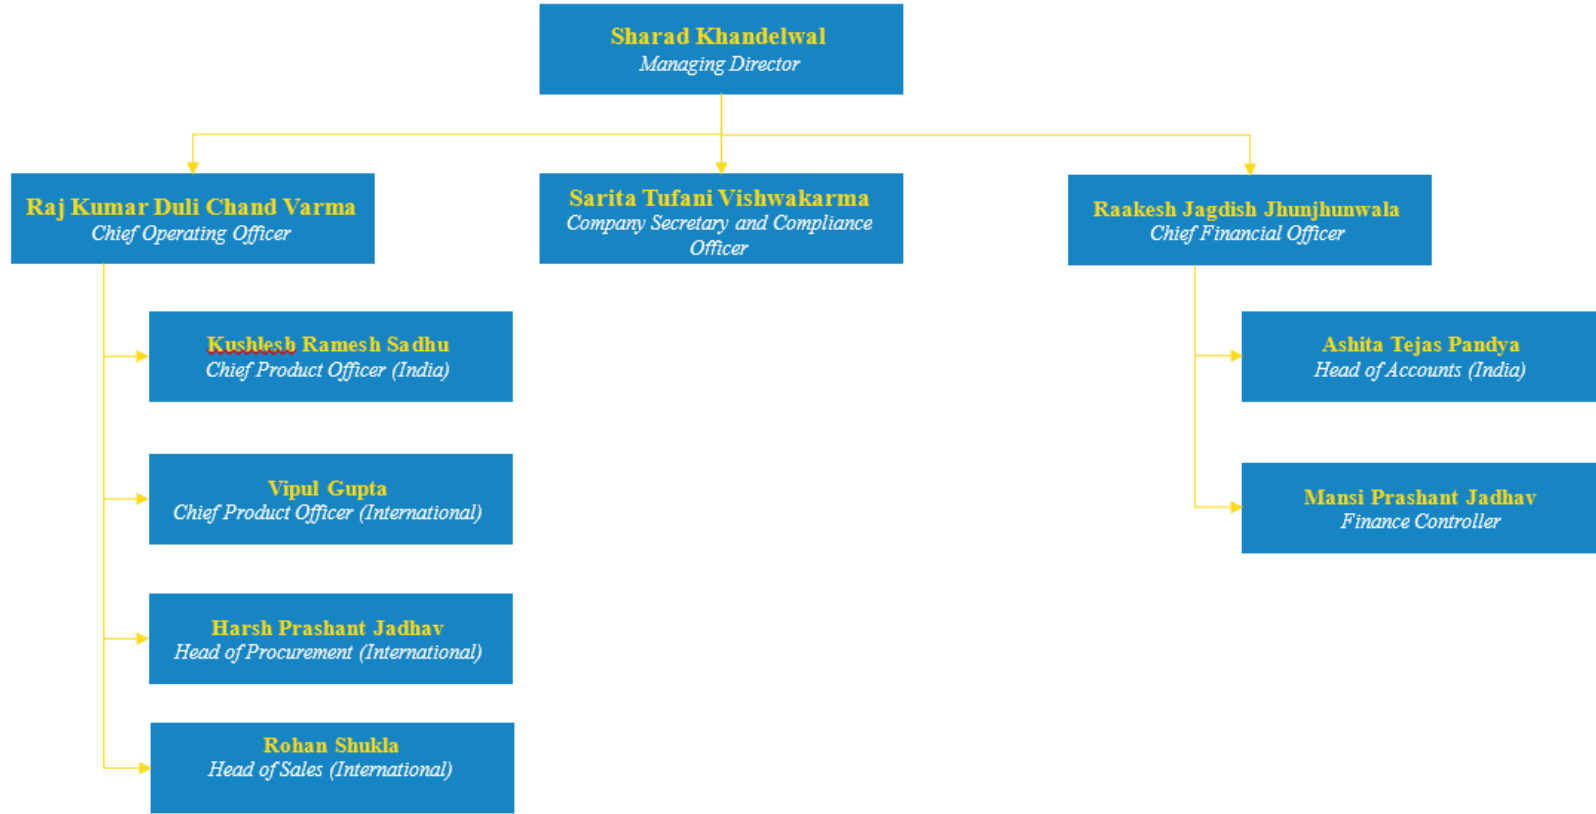 Sharad Khandelwal
Managing Director
Raj Kumar Duli Chand Varma
Chief Operating Officer
Sarita Tufani Vishwakarma
Company Secretary and Compliance
Officer
Raakesh Jagdish Jhunjhunwala
Chief Financial Officer
Kushlesh Ramesh Sadhu
Chief Product Officer (India)
Vipul Gupta
Chief Product Officer (International)
Harsh Prashant Jadhav
Head of Procurement (International)
Rohan Shukla
Head of Sales (International)
Ashita Tejas Pandya
Head of Accounts (India)
Mansi Prashant Jadhav
Finance Controller